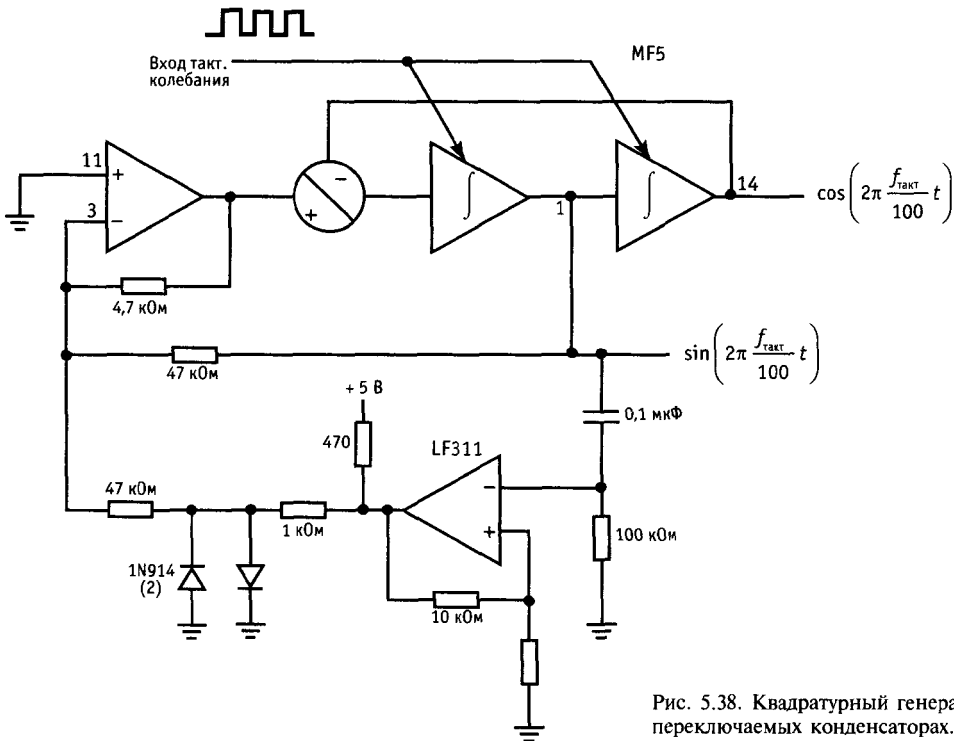 Вход такт.
колебания
MF5
11
+
3
−
−
+
∫
1
∫
14
cos(2π fтакт/100 t)
4,7 кОм
47 кОм
sin(2π fтакт/100 t)
+ 5 В
0,1 мкФ
470
LF311
47 кОм
−
1 кОм
+
100 кОм
1N914
(2)
10 кОм
Рис. 5.38. Квадратурный генера
переключаемых конденсаторах.